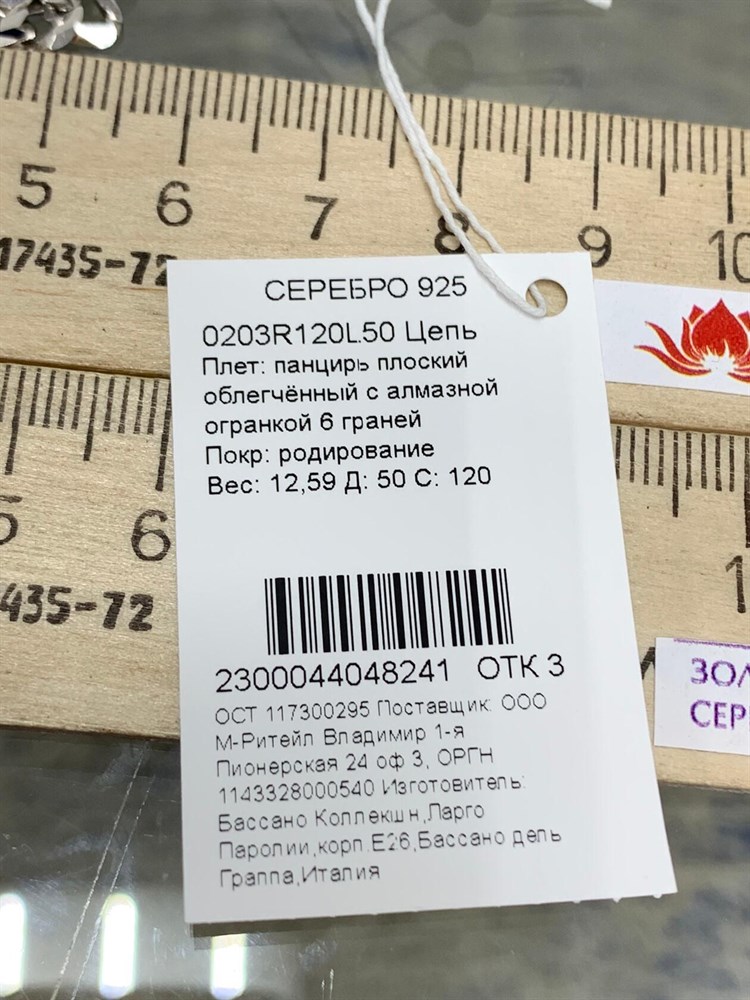 5 6 7 8 9 10
17435-72
СЕРЕБРО 925
0203R120L.50 Цепь
Плет: панцирь плоский
облегчённый с алмазной
огранкой 6 граней
Покр: родирование
Вес: 12,59 Д: 50 С: 120
6
435-72
2300044048241 ОТК 3
ОСТ 117300295 Поставщик: ООО
М-Ритейл Владимир 1-я
Пионерская 24 оф 3, ОРГН
1143328000540 Изготовитель:
Бассано Коллекшн,Ларго
Паролии,корп.Е26,Бассано дель
Граппа,Италия
ЗОЛ
СЕР